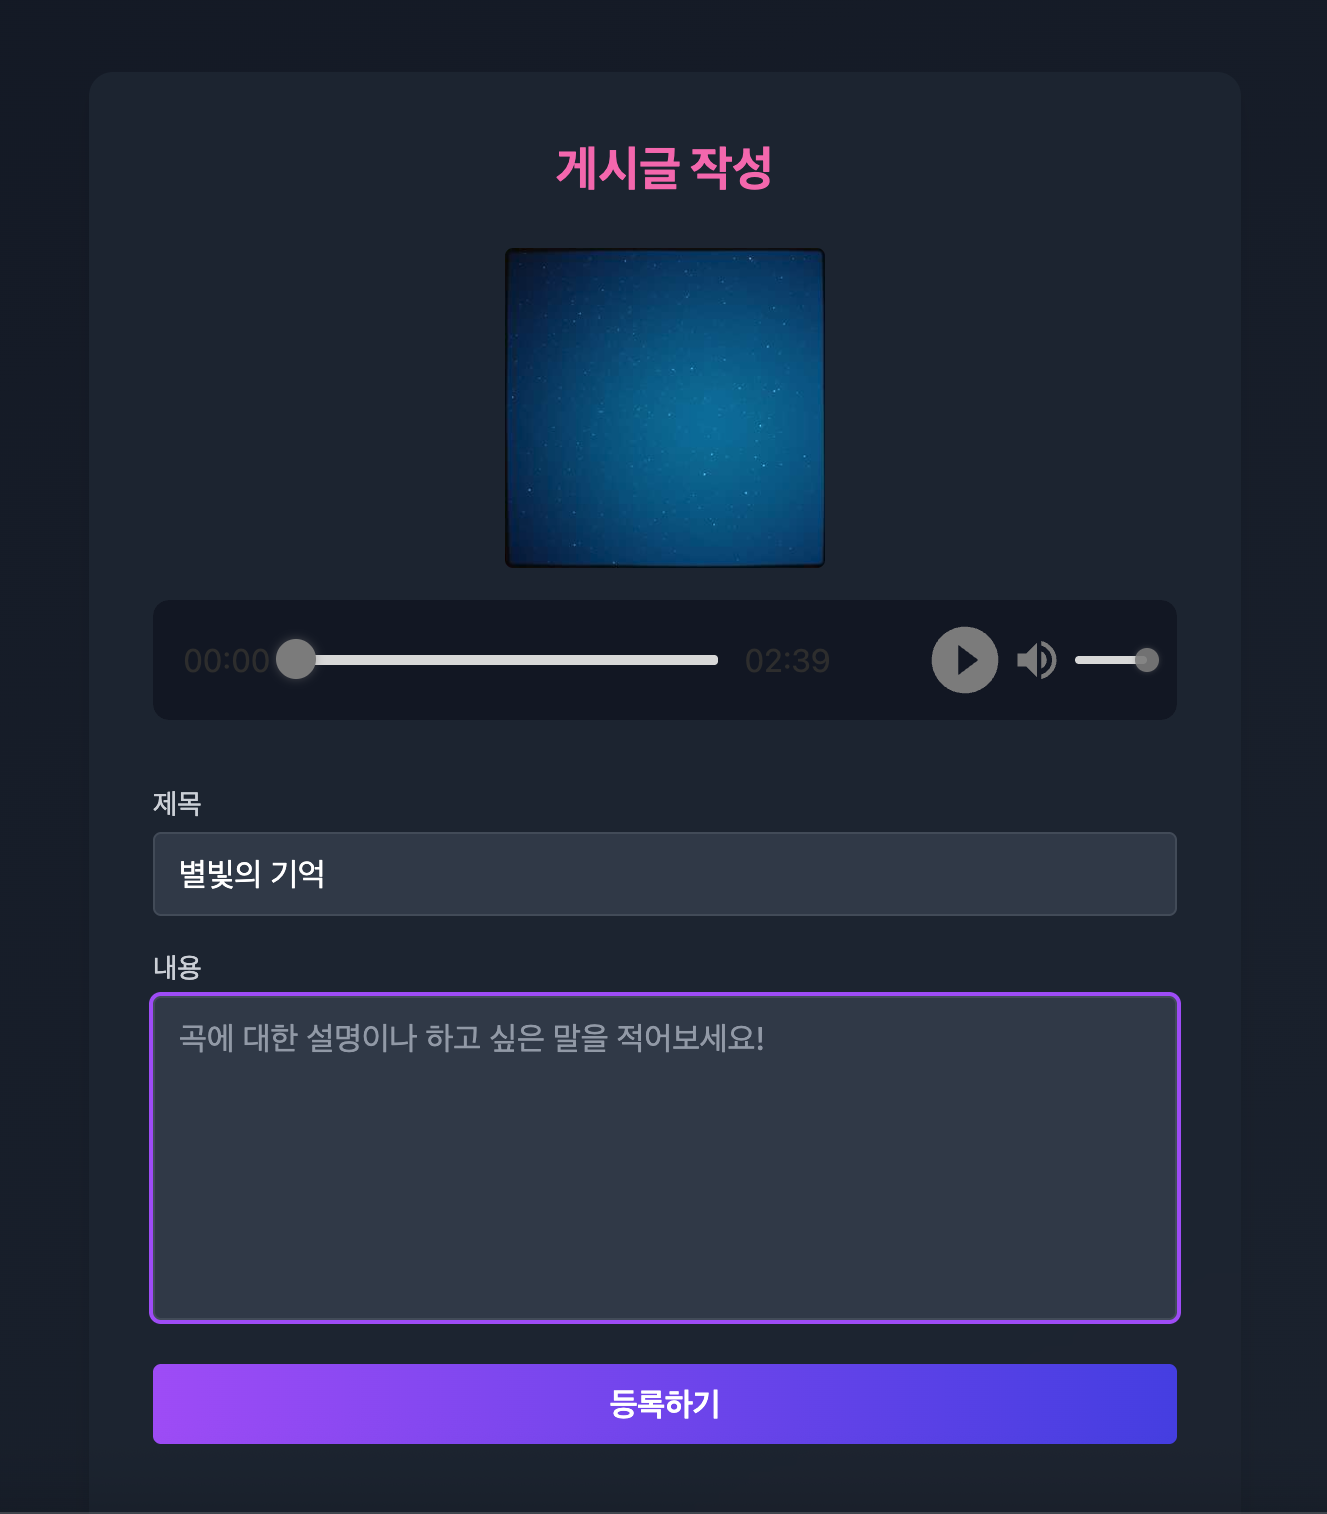 게시글 작성
00:00 02:39
제목
별빛의 기억
내용
곡에 대한 설명이나 하고 싶은 말을 적어보세요!
등록하기